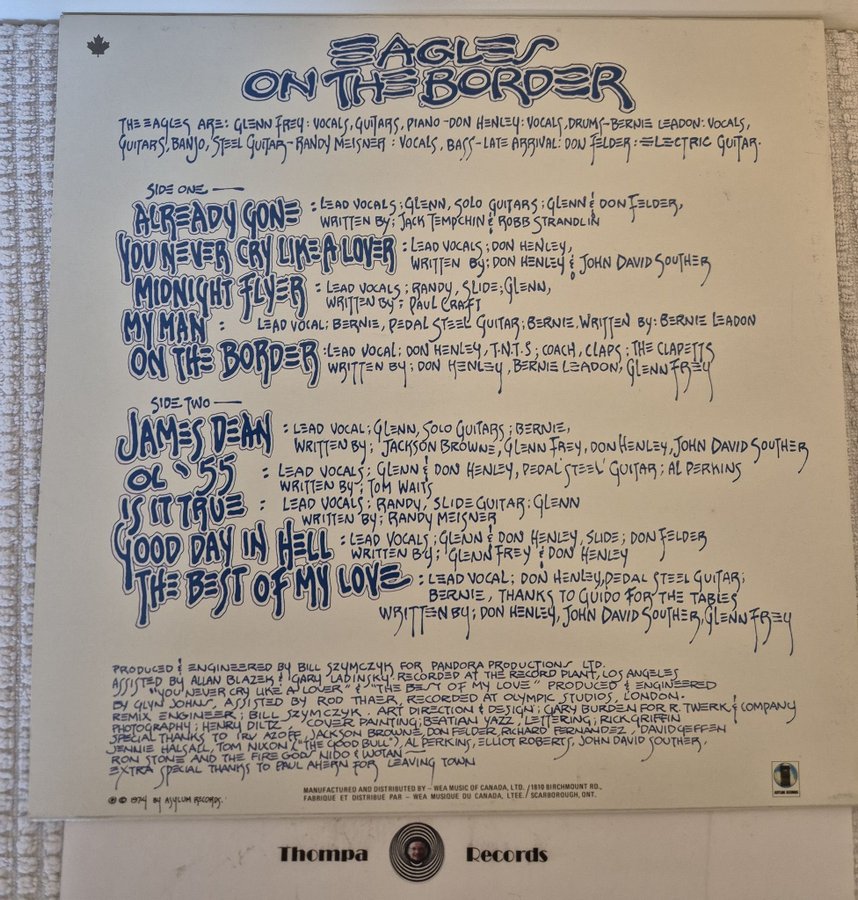 EAGLES
ON THE BORDER
THE EAGLES ARE: GLENN FREY: VOCALS, GUITARS, PIANO-DON HENLEY: VOCALS, DRUMS-BERNIE LEADON: VOCALS,
GUITARS, BANJO, STEEL GUITAR-RANDY MEISNER: VOCALS, BASS-LATE ARRIVAL: DON FELDER: ELECTRIC GUITAR.
SIDE ONE —
ALREADY GONE : LEAD VOCALS; GLENN, SOLO GUITARS; GLENN & DON FELDER,
WRITTEN BY; JACK TEMPCHIN & ROBB STRANDLIN
YOU NEVER CRY LIKE A LOVER : LEAD VOCALS; DON HENLEY,
WRITTEN BY; DON HENLEY & JOHN DAVID SOUTHER
MIDNIGHT FLYER : LEAD VOCALS; RANDY, SLIDE; GLENN,
WRITTEN BY; PAUL CRAFT
MY MAN : LEAD VOCAL; BERNIE, PEDAL STEEL GUITAR; BERNIE, WRITTEN BY: BERNIE LEADON
ON THE BORDER : LEAD VOCAL; DON HENLEY, T.N.T.S; COACH, CLAPS; THE CLAPETTS
WRITTEN BY; DON HENLEY, BERNIE LEADON, GLENN FREY
SIDE TWO —
JAMES DEAN : LEAD VOCAL; GLENN, SOLO GUITARS; BERNIE,
WRITTEN BY; JACKSON BROWNE, GLENN FREY, DON HENLEY, JOHN DAVID SOUTHER
OL '55 : LEAD VOCALS; GLENN & DON HENLEY, PEDAL STEEL GUITAR; AL PERKINS
WRITTEN BY; TOM WAITS
IS IT TRUE : LEAD VOCALS; RANDY, SLIDE GUITAR; GLENN
WRITTEN BY; RANDY MEISNER
GOOD DAY IN HELL : LEAD VOCALS; GLENN & DON HENLEY, SLIDE; DON FELDER
WRITTEN BY; GLENN FREY & DON HENLEY
THE BEST OF MY LOVE : LEAD VOCAL; DON HENLEY, PEDAL STEEL GUITAR;
BERNIE, THANKS TO GUIDO FOR THE TABLES
WRITTEN BY; DON HENLEY, JOHN DAVID SOUTHER, GLENN FREY
PRODUCED & ENGINEERED BY BILL SZYMCZYK FOR PANDORA PRODUCTIONS LTD.
ASSISTED BY ALLAN BLAZEK & GARY LADINSKY, RECORDED AT THE RECORD PLANT, LOS ANGELES
"YOU NEVER CRY LIKE A LOVER" & "THE BEST OF MY LOVE" PRODUCED & ENGINEERED
BY GLYN JOHNS, ASSISTED BY ROD THAER, RECORDED AT OLYMPIC STUDIOS, LONDON.
REMIX ENGINEER; BILL SZYMCZYK. ART DIRECTION & DESIGN; GARY BURDEN FOR R. TWERK & COMPANY
PHOTOGRAPHY; HENRY DILTZ, COVER PAINTING; BEATIAN YAZZ, LETTERING; RICK GRIFFIN
SPECIAL THANKS TO IRV AZOFF, JACKSON BROWNE, DON FELDER, RICHARD FERNANDEZ, DAVID GEFFEN
JENNIE HALSALL, TOM NIXON ("THE GOOD BULL"), AL PERKINS, ELLIOT ROBERTS, JOHN DAVID SOUTHER,
RON STONE AND THE FIRE GODS NIDO & WOTAN —
EXTRA SPECIAL THANKS TO PAUL AHERN FOR LEAVING TOWN
℗ © 1974 BY ASYLUM RECORDS.
MANUFACTURED AND DISTRIBUTED BY – WEA MUSIC OF CANADA, LTD. / 1810 BIRCHMOUNT RD.,
FABRIQUE ET DISTRIBUE PAR – WEA MUSIQUE DU CANADA, LTEE. / SCARBOROUGH, ONT.
ASYLUM RECORDS
Thompa Records